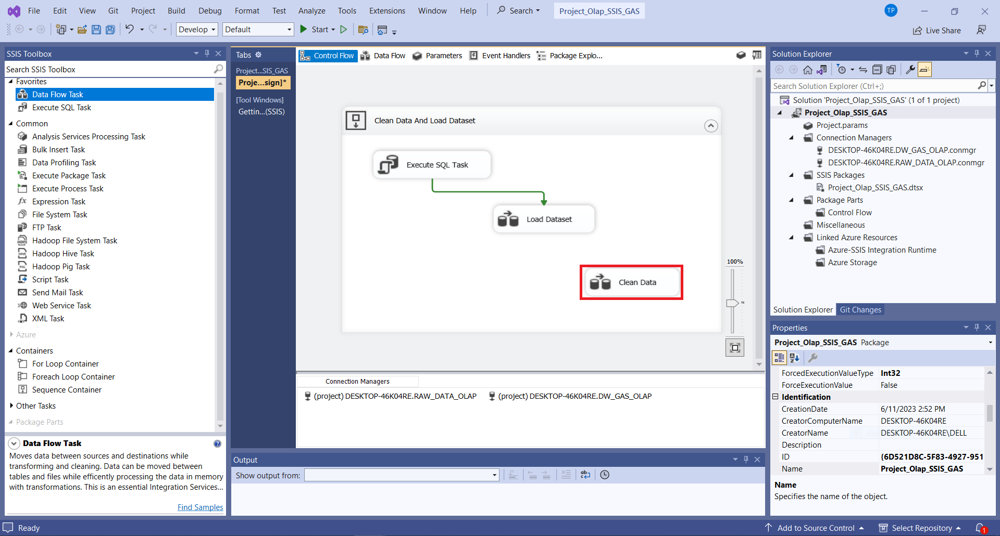 File Edit View Git Project Build Debug Format Test Analyze Tools Extensions Window Help Search Project_Olap_SSIS_GAS TP
Develop Default Start Live Share
SSIS Toolbox
Search SSIS Toolbox
Favorites
Data Flow Task
Execute SQL Task
Common
Analysis Services Processing Task
Bulk Insert Task
Data Profiling Task
Execute Package Task
Execute Process Task
Expression Task
File System Task
FTP Task
Hadoop File System Task
Hadoop Hive Task
Hadoop Pig Task
Script Task
Send Mail Task
Web Service Task
XML Task
Azure
Containers
For Loop Container
Foreach Loop Container
Sequence Container
Other Tasks
Package Parts
Data Flow Task
Moves data between sources and destinations while
transforming and cleaning. Data can be moved between
tables and files while efficently processing the data in memory
with transformations. This is an essential Integration Services...
Find Samples
Tabs
Project...SIS_GAS
Proje...sign]*
[Tool Windows]
Gettin...(SSIS)
Control Flow Data Flow Parameters Event Handlers Package Explo...
Clean Data And Load Dataset
Execute SQL Task
Load Dataset
Clean Data
100%
Connection Managers
(project) DESKTOP-46K04RE.RAW_DATA_OLAP (project) DESKTOP-46K04RE.DW_GAS_OLAP
Output
Show output from:
Solution Explorer
Search Solution Explorer (Ctrl+;)
Solution 'Project_Olap_SSIS_GAS' (1 of 1 project)
Project_Olap_SSIS_GAS
Project.params
Connection Managers
DESKTOP-46K04RE.DW_GAS_OLAP.conmgr
DESKTOP-46K04RE.RAW_DATA_OLAP.conmgr
SSIS Packages
Project_Olap_SSIS_GAS.dtsx
Package Parts
Control Flow
Miscellaneous
Linked Azure Resources
Azure-SSIS Integration Runtime
Azure Storage
Solution Explorer Git Changes
Properties
Project_Olap_SSIS_GAS Package
ForcedExecutionValueType Int32
ForceExecutionValue False
Identification
CreationDate 6/11/2023 2:52 PM
CreatorComputerName DESKTOP-46K04RE
CreatorName DESKTOP-46K04RE\DELL
Description
ID {6D521D8C-5F83-4927-951
Name Project_Olap_SSIS_GAS
Name
Specifies the name of the object.
Ready Add to Source Control Select Repository 1